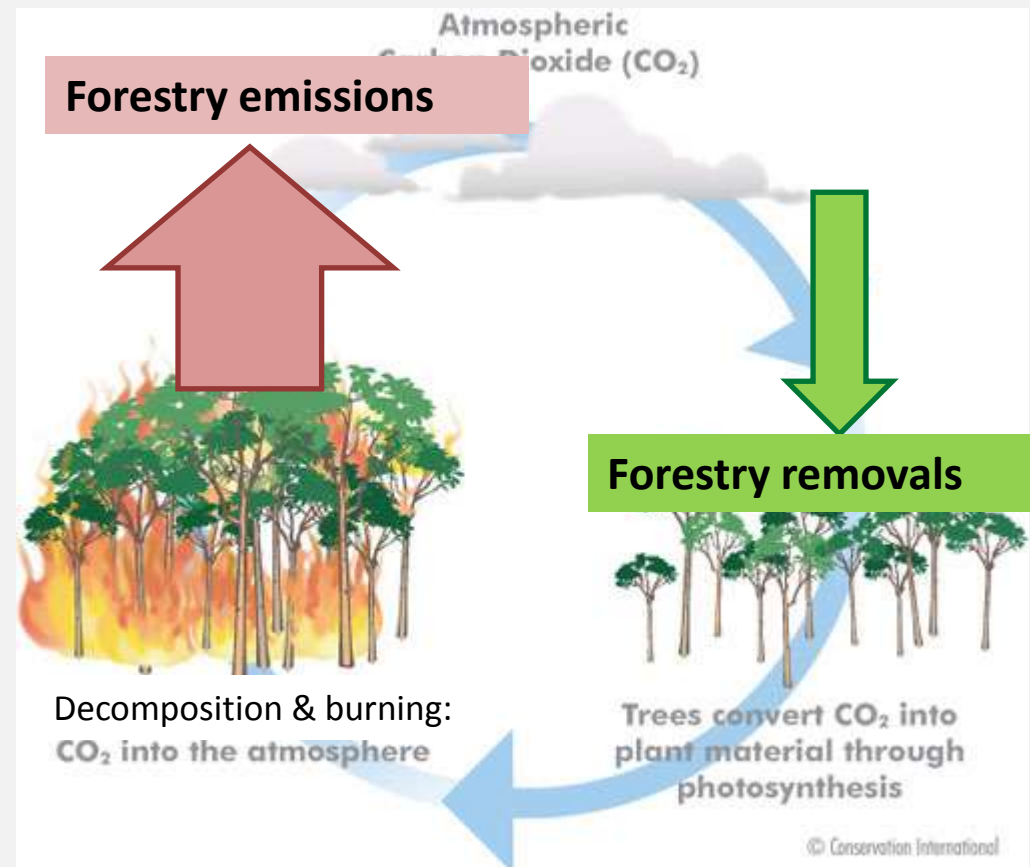 Atmospheric
Dioxide (CO₂)
Forestry emissions
Forestry removals
Decomposition & burning:
CO₂ into the atmosphere
Trees convert CO₂ into
plant material through
photosynthesis
© Conservation International